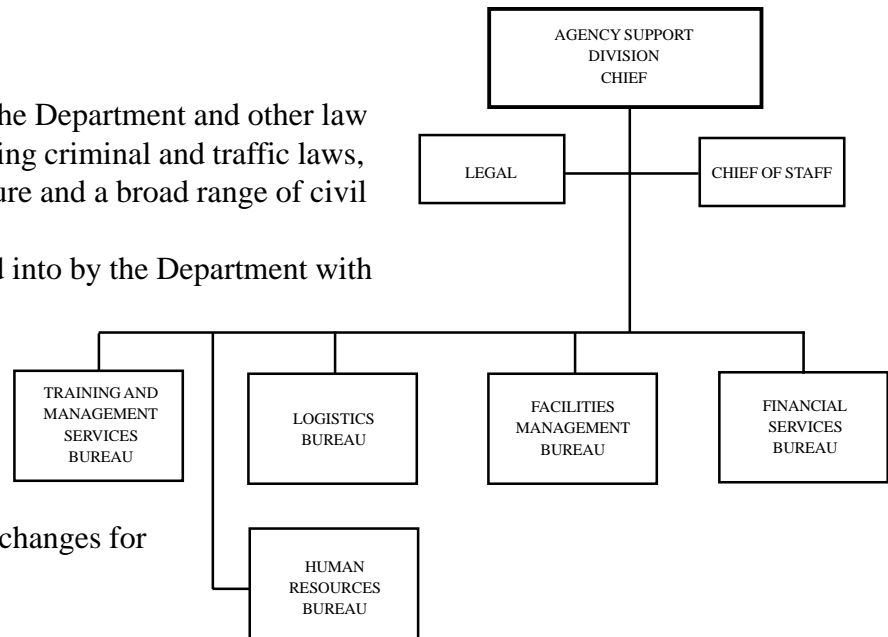 AGENCY SUPPORT
DIVISION
CHIEF
he Department and other law
ing criminal and traffic laws,
ure and a broad range of civil
d into by the Department with
LEGAL
CHIEF OF STAFF
TRAINING AND
MANAGEMENT
SERVICES
BUREAU
LOGISTICS
BUREAU
FACILITIES
MANAGEMENT
BUREAU
FINANCIAL
SERVICES
BUREAU
changes for
HUMAN
RESOURCES
BUREAU